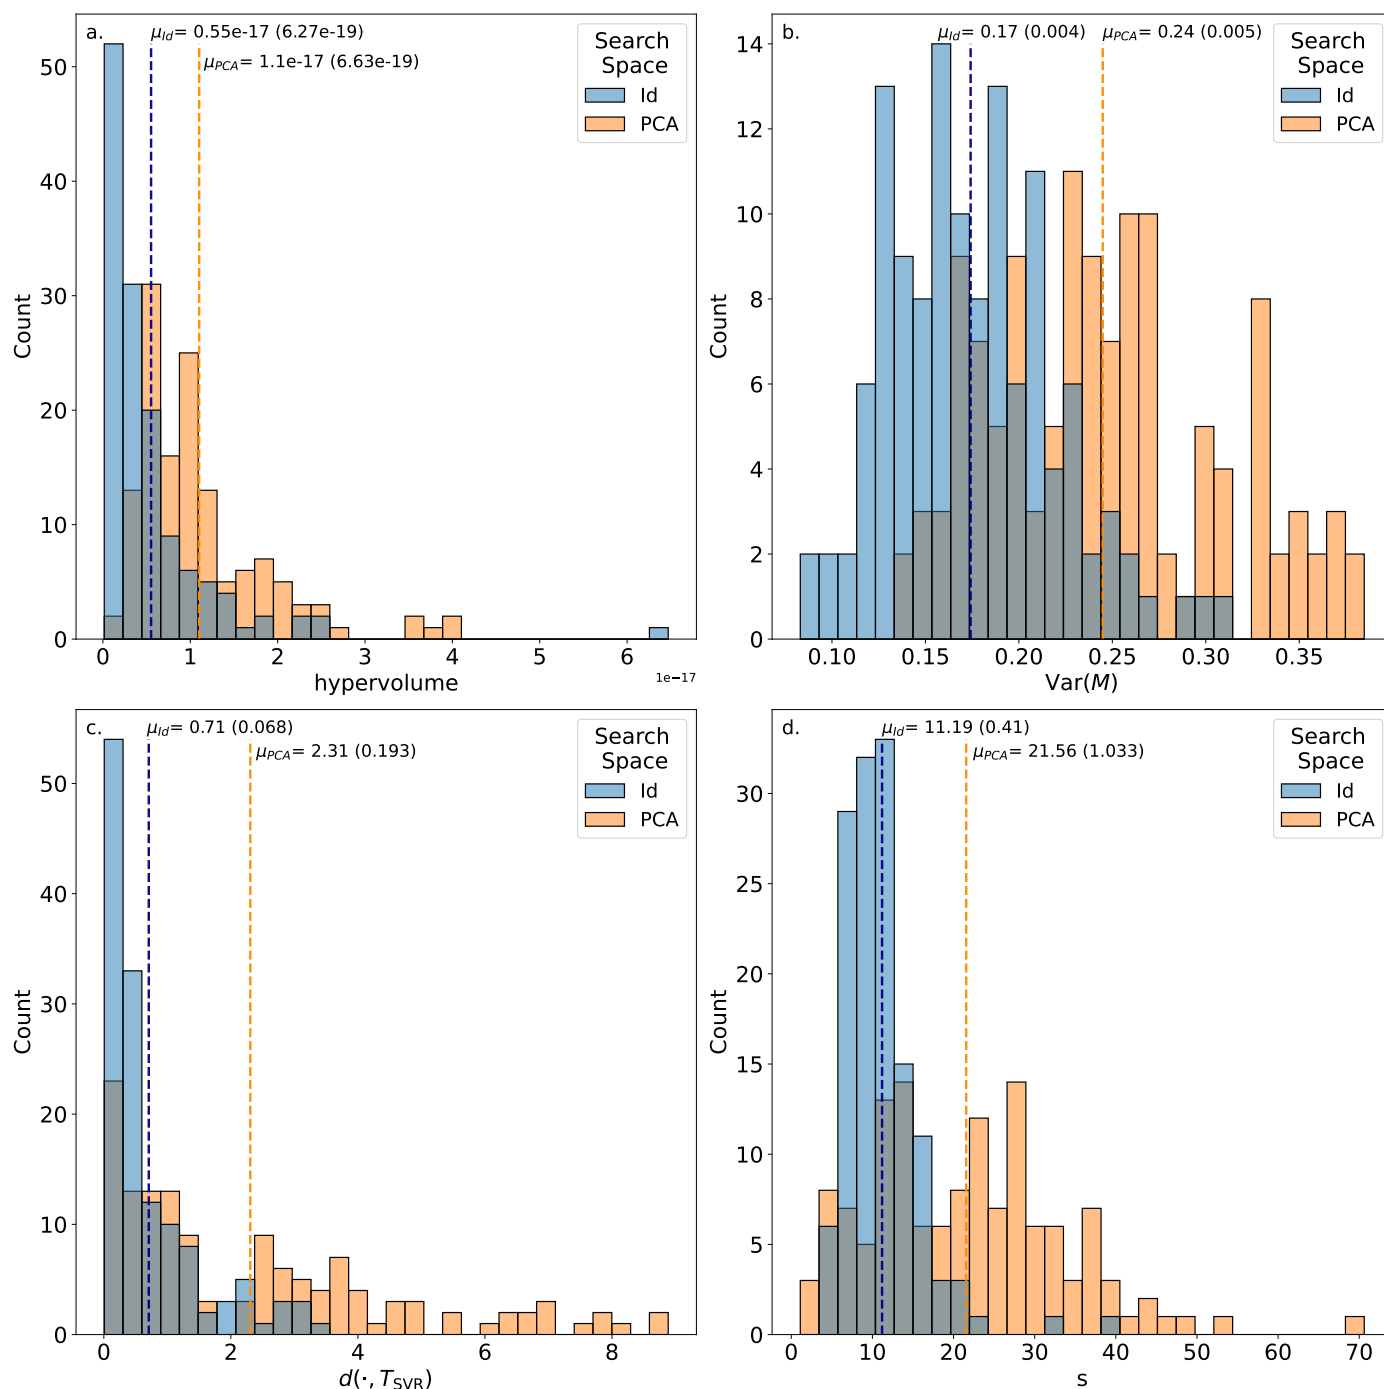 a.
μId= 0.55e-17 (6.27e-19)
μPCA= 1.1e-17 (6.63e-19)
Search
Space
Id
PCA
Count
0
10
20
30
40
50
0 1 2 3 4 5 6
1e−17
hypervolume
b.
μId= 0.17 (0.004)
μPCA= 0.24 (0.005)
Search
Space
Id
PCA
Count
0
2
4
6
8
10
12
14
0.10 0.15 0.20 0.25 0.30 0.35
Var(M)
c.
μId= 0.71 (0.068)
μPCA= 2.31 (0.193)
Search
Space
Id
PCA
Count
0
10
20
30
40
50
0 2 4 6 8
d(·, TSVR)
d.
μId= 11.19 (0.41)
μPCA= 21.56 (1.033)
Search
Space
Id
PCA
Count
0
5
10
15
20
25
30
0 10 20 30 40 50 60 70
s